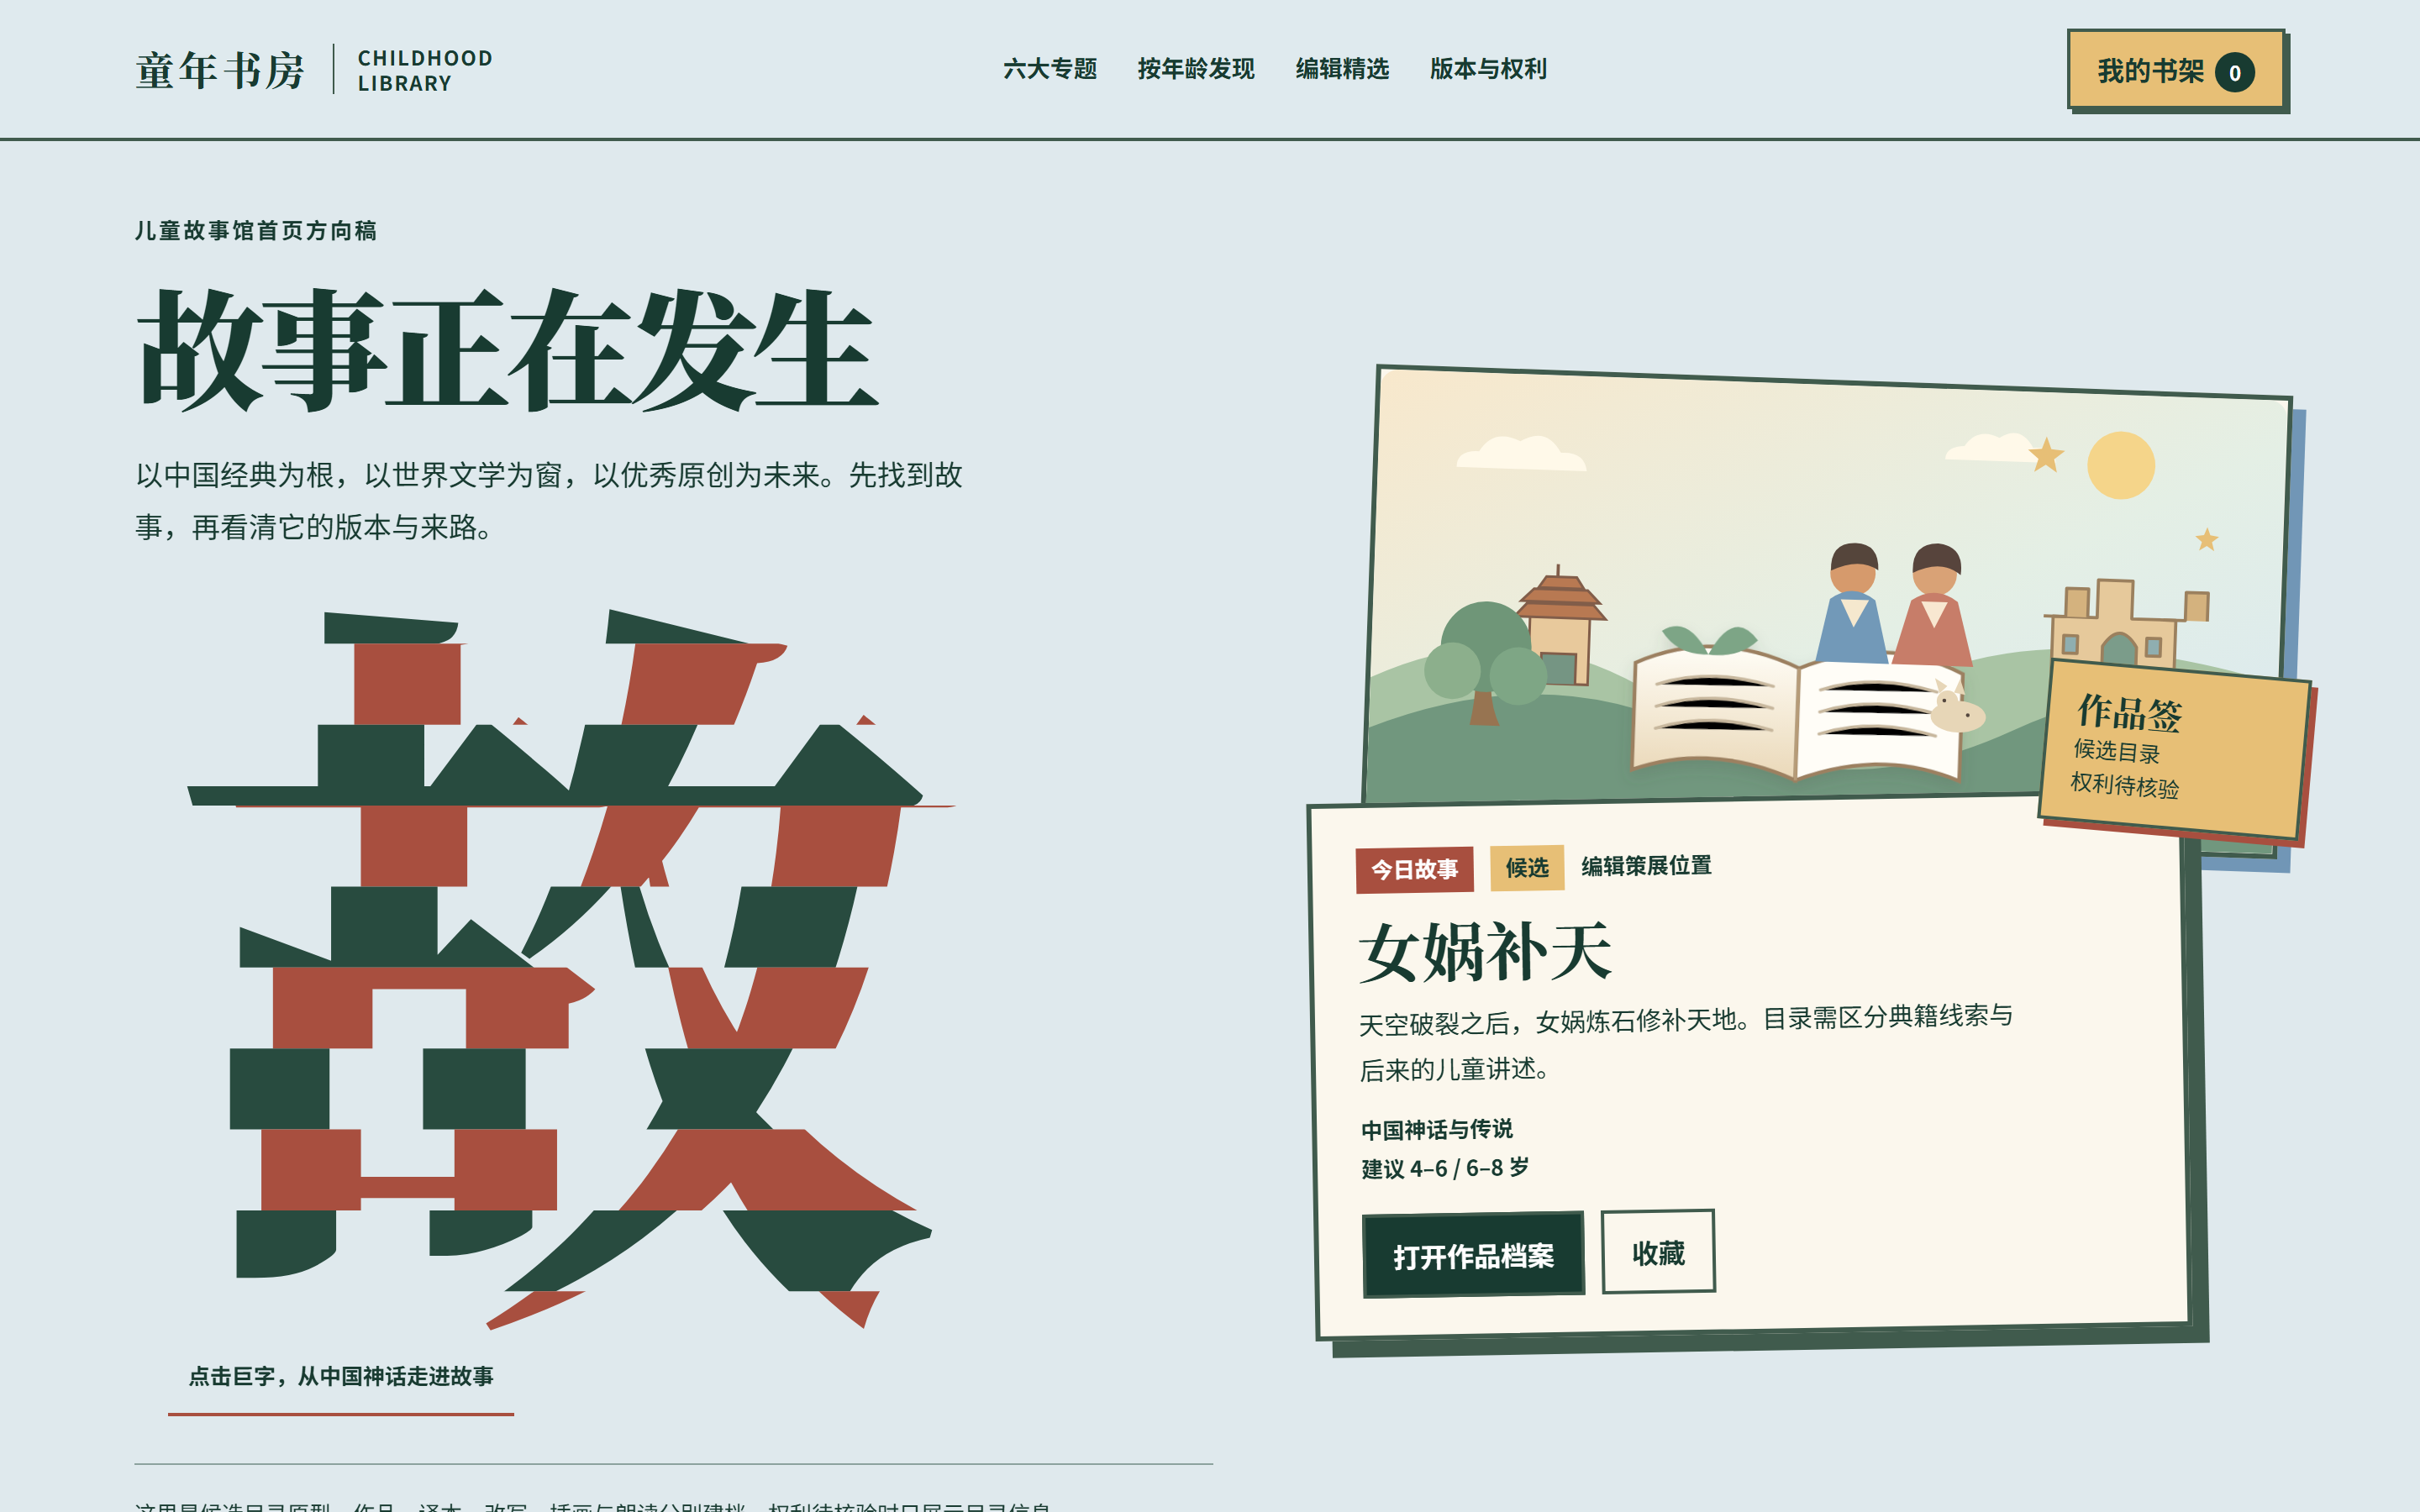 童年书房
CHILDHOOD
LIBRARY
六大专题
按年龄发现
编辑精选
版本与权利
我的书架 0
儿童故事馆首页方向稿
故事正在发生
以中国经典为根，以世界文学为窗，以优秀原创为未来。先找到故
事，再看清它的版本与来路。
故
点击巨字，从中国神话走进故事
作品签
候选目录
权利待核验
今日故事
候选
编辑策展位置
女娲补天
天空破裂之后，女娲炼石修补天地。目录需区分典籍线索与
后来的儿童讲述。
中国神话与传说
建议 4–6 / 6–8 岁
打开作品档案
收藏